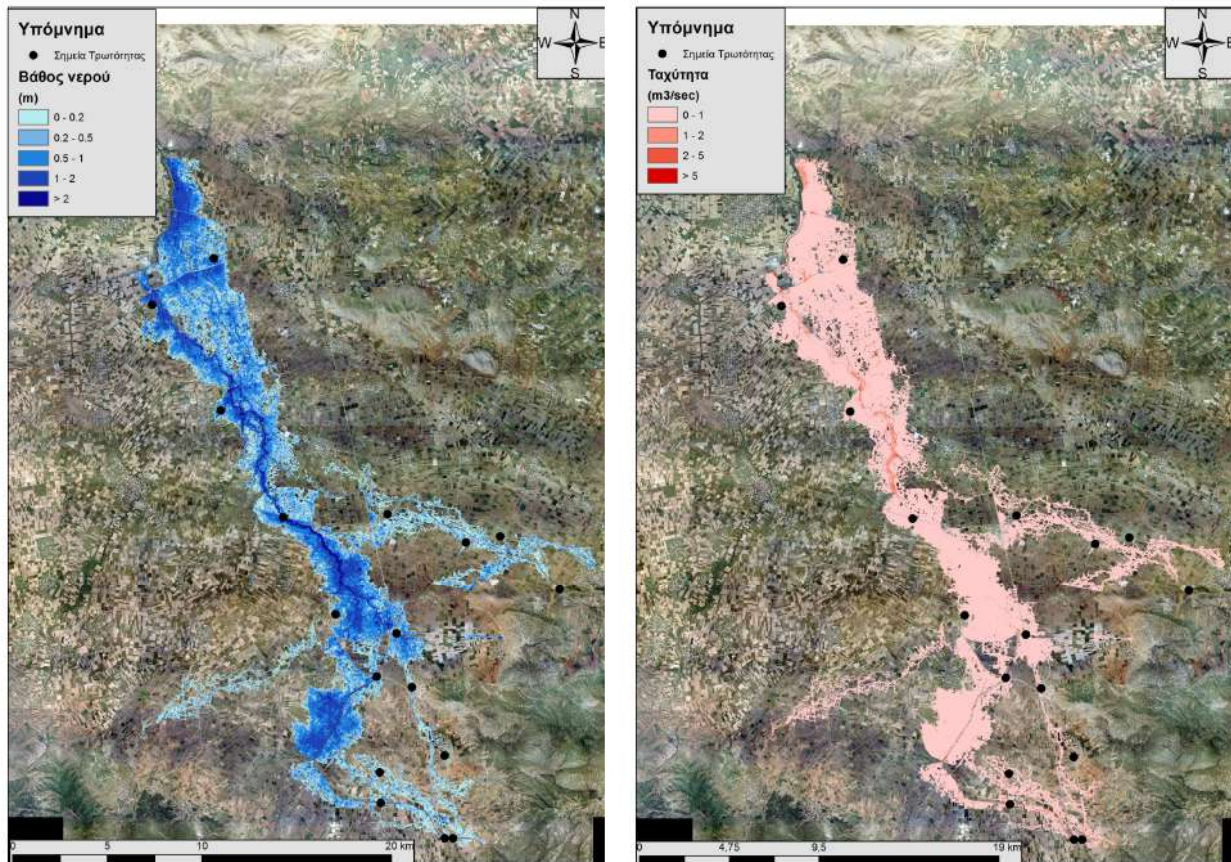 Υπόμνημα
Σημεία Τρωτότητας
Βάθος νερού
(m)
0 - 0.2
0.2 - 0.5
0.5 - 1
1 - 2
> 2
N
W E
S
0 5 10 20 km
Υπόμνημα
Σημεία Τρωτότητας
Ταχύτητα
(m3/sec)
0 - 1
1 - 2
2 - 5
> 5
N
W E
S
0 4,75 9,5 19 km